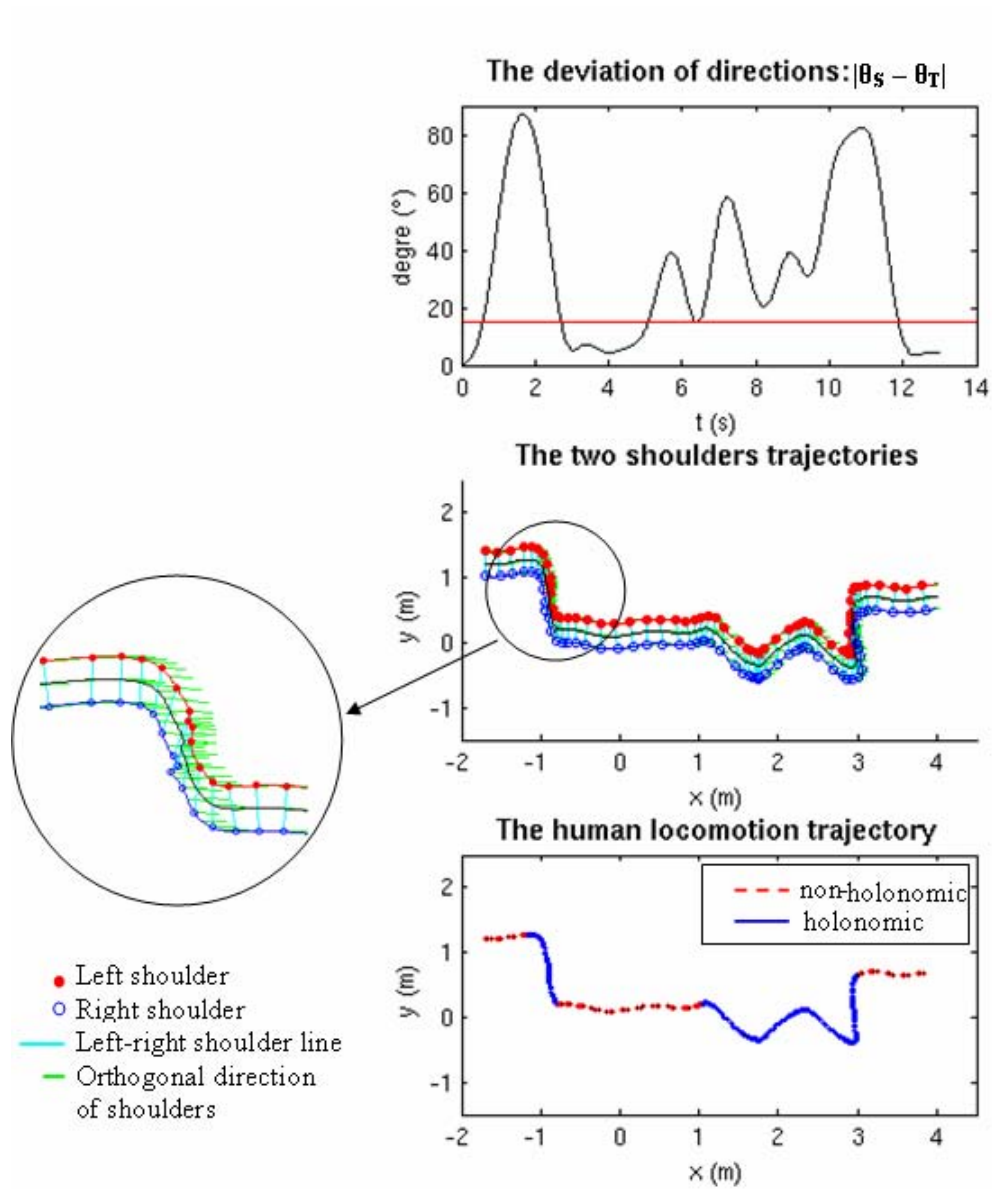 The deviation of directions:|θS − θT|
80
60
40
20
0
degre (°)
0 2 4 6 8 10 12 14
t (s)
The two shoulders trajectories
2
1
0
-1
y (m)
-2 -1 0 1 2 3 4
x (m)
The human locomotion trajectory
non-holonomic
holonomic
2
1
0
-1
y (m)
-2 -1 0 1 2 3 4
x (m)
Left shoulder
Right shoulder
Left-right shoulder line
Orthogonal direction
of shoulders